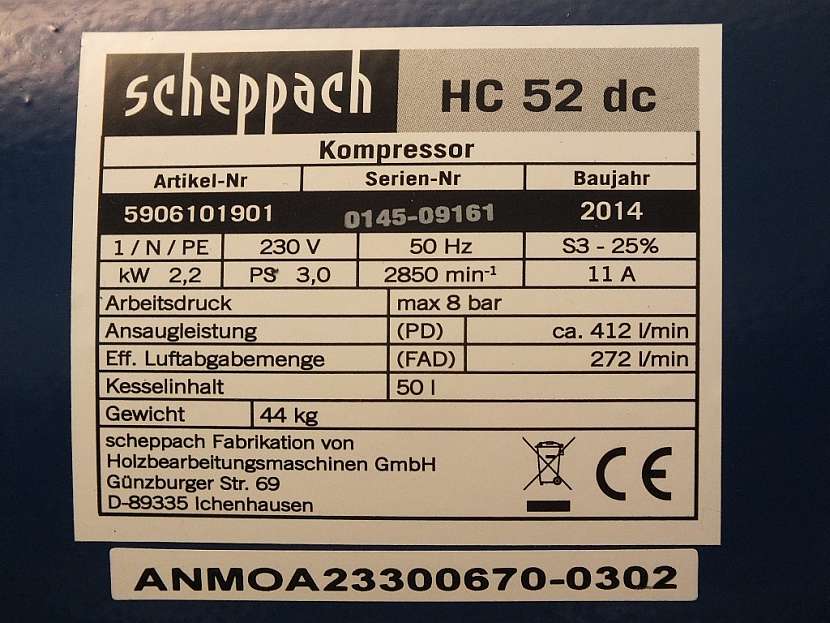 scheppach HC 52 dc
Kompressor
Artikel-Nr Serien-Nr Baujahr
5906101901 0145-09161 2014
1 / N / PE 230 V 50 Hz S3 - 25%
kW 2,2 PS 3,0 2850 min⁻¹ 11 A
Arbeitsdruck max 8 bar
Ansaugleistung (PD) ca. 412 l/min
Eff. Luftabgabemenge (FAD) 272 l/min
Kesselinhalt 50 l
Gewicht 44 kg
scheppach Fabrikation von
Holzbearbeitungsmaschinen GmbH
Günzburger Str. 69
D-89335 Ichenhausen
CE
ANMOA23300670-0302